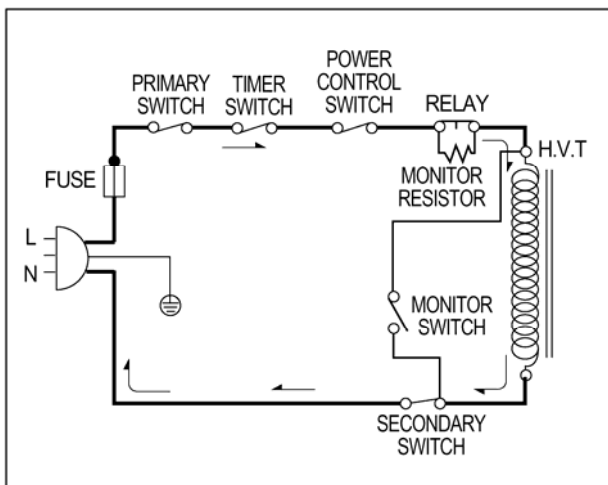 PRIMARY
SWITCH
TIMER
SWITCH
POWER
CONTROL
SWITCH
RELAY
H.V.T
MONITOR
RESISTOR
FUSE
L
N
MONITOR
SWITCH
SECONDARY
SWITCH